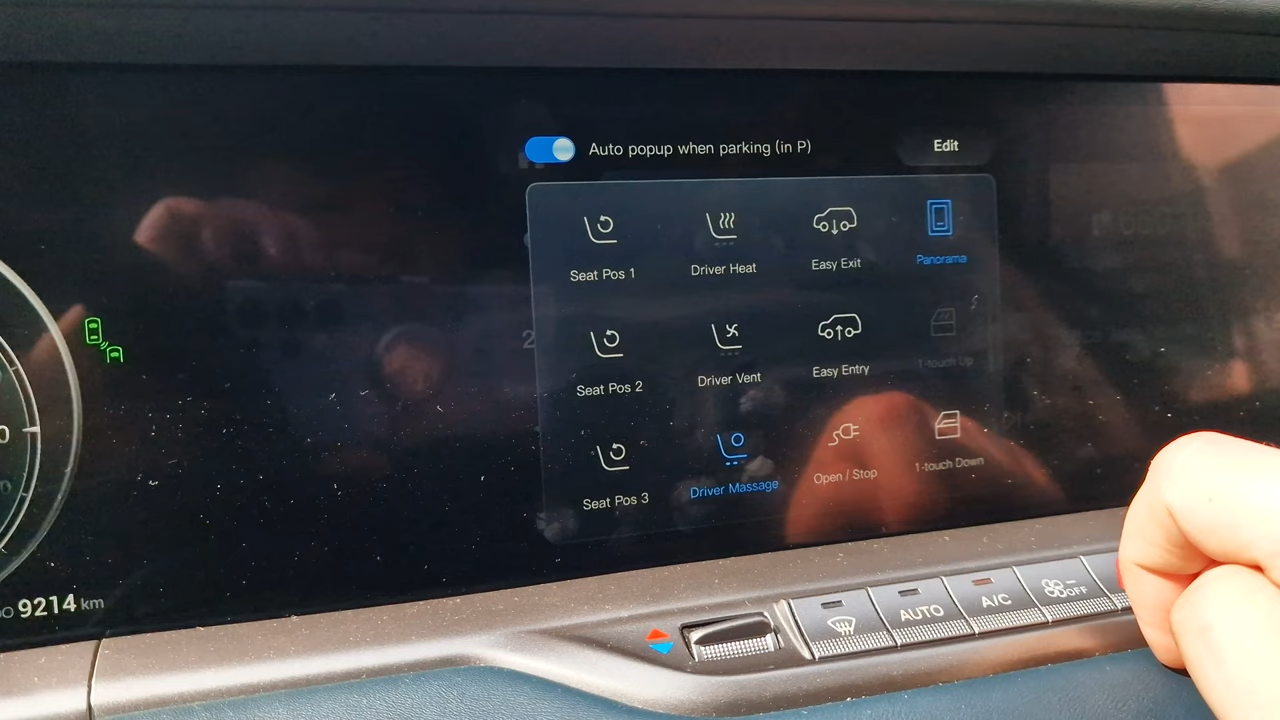 Auto popup when parking (in P)
Edit
Seat Pos 1
Driver Heat
Easy Exit
Panorama
Seat Pos 2
Driver Vent
Easy Entry
1-touch Up
Seat Pos 3
Driver Massage
Open / Stop
1-touch Down
9214 km
AUTO
A/C
OFF